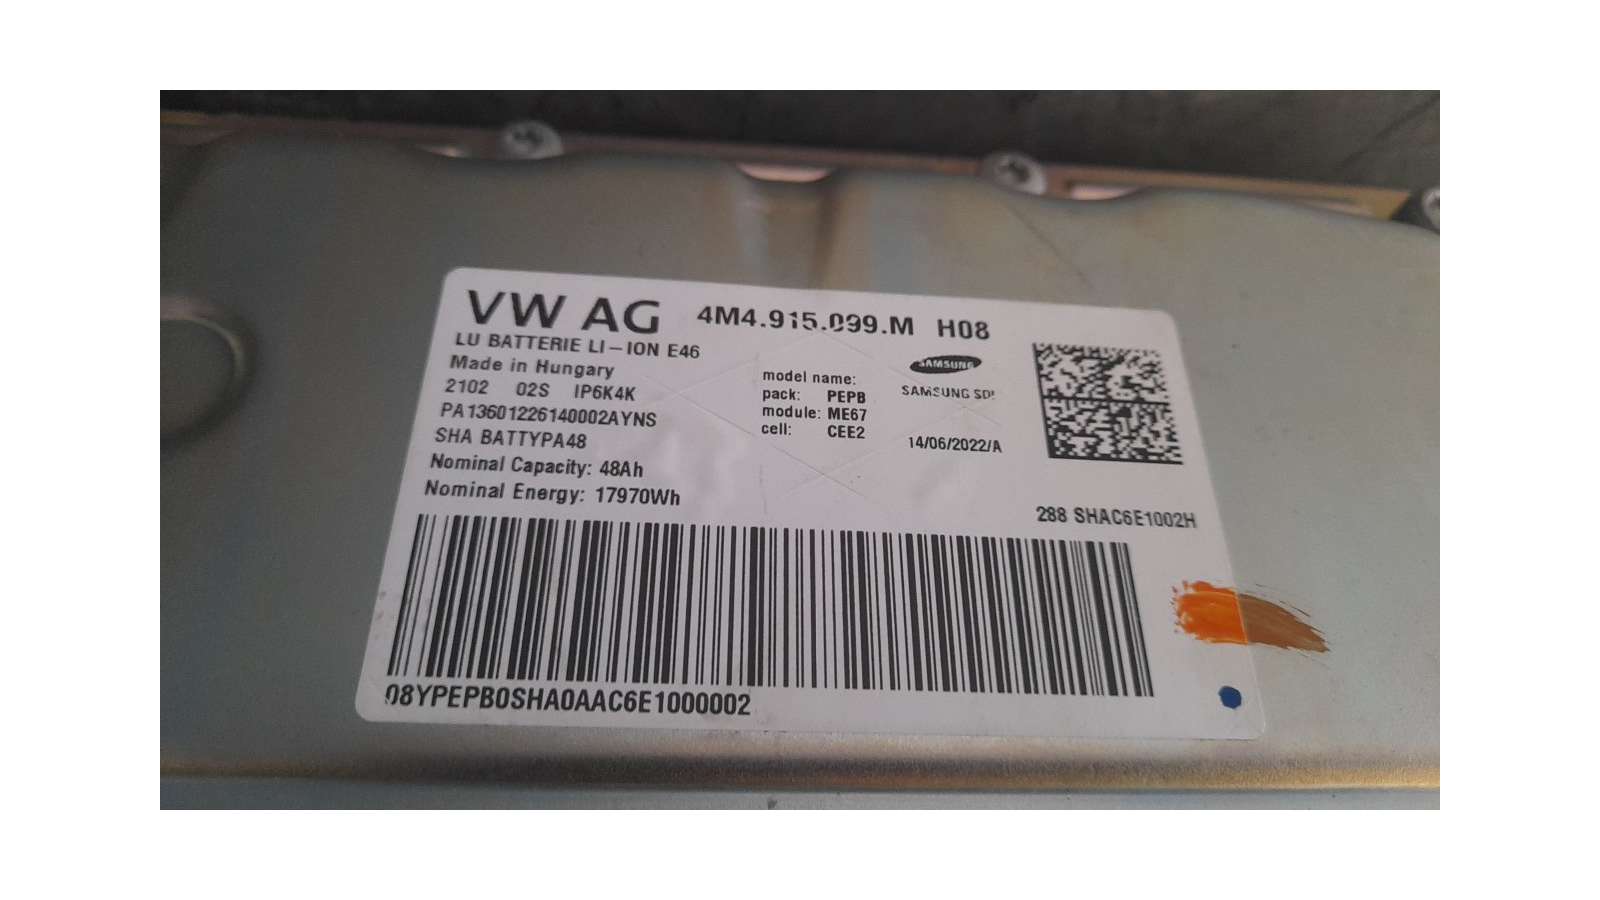 VW AG 4M4.915.099.M H08
LU BATTERIE LI-ION E46
Made in Hungary
2102 02S IP6K4K
PA13601226140002AYNS
SHA BATTYPA48
Nominal Capacity: 48Ah
Nominal Energy: 17970Wh
model name:
pack: PEPB
module: ME67
cell: CEE2
SAMSUNG
SAMSUNG SDI
14/06/2022/A
288 SHAC6E1002H
08YPEPB0SHA0AAC6E1000002